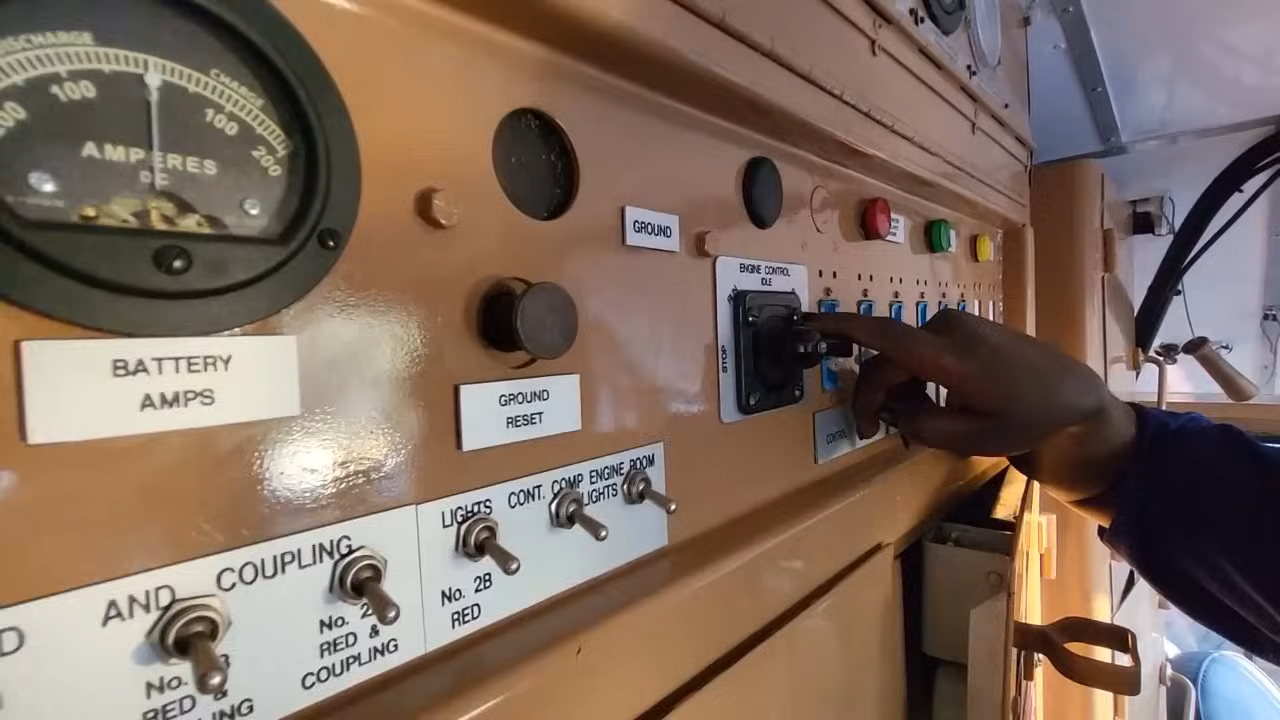 DISCHARGE
CHARGE
100
100
200
AMPERES
BATTERY
AMPS
GROUND
GROUND
RESET
ENGINE CONTROL
IDLE
STOP
CONTROL
AND COUPLING
No.
RED &
No. 2
RED &
COUPLING
LIGHTS
No. 2B
RED
CONT. COMP
ENGINE ROOM
LIGHTS